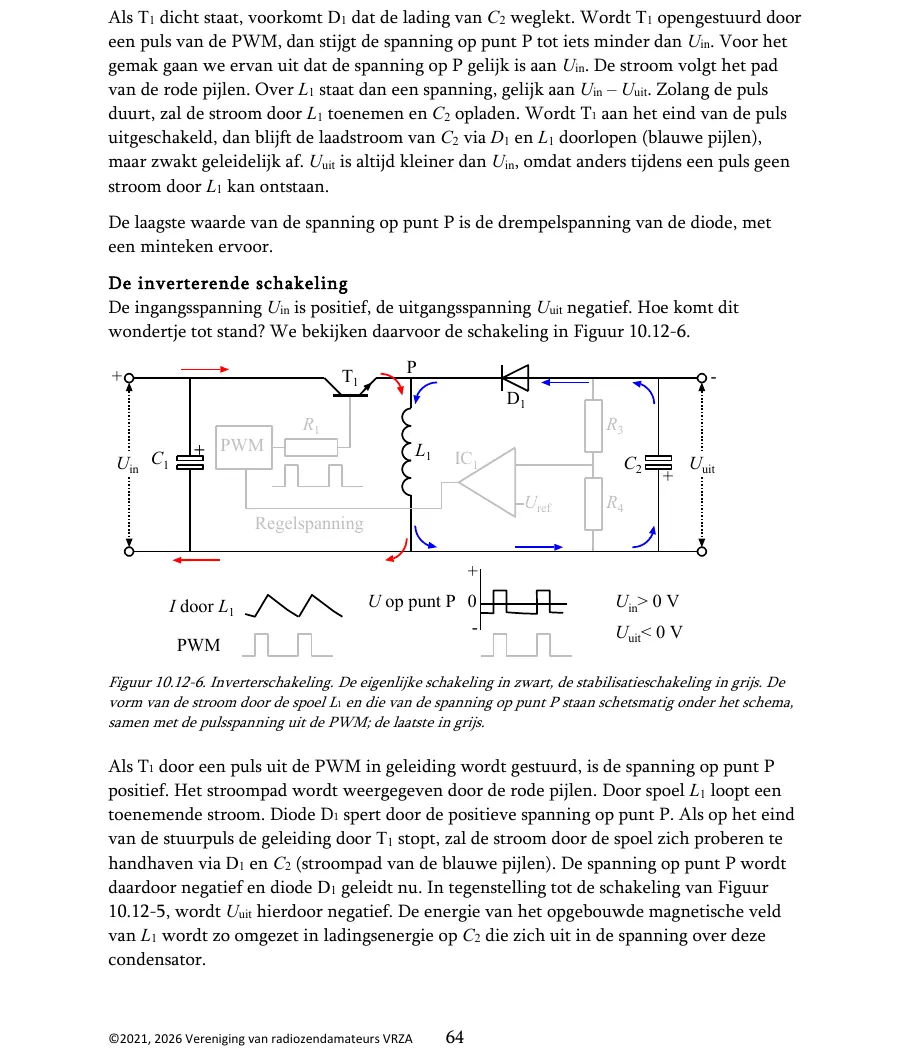 Als T1 dicht staat, voorkomt D1 dat de lading van C2 weglekt. Wordt T1 opengestuurd door
een puls van de PWM, dan stijgt de spanning op punt P tot iets minder dan Uin. Voor het
gemak gaan we ervan uit dat de spanning op P gelijk is aan Uin. De stroom volgt het pad
van de rode pijlen. Over L1 staat dan een spanning, gelijk aan Uin – Uuit. Zolang de puls
duurt, zal de stroom door L1 toenemen en C2 opladen. Wordt T1 aan het eind van de puls
uitgeschakeld, dan blijft de laadstroom van C2 via D1 en L1 doorlopen (blauwe pijlen),
maar zwakt geleidelijk af. Uuit is altijd kleiner dan Uin, omdat anders tijdens een puls geen
stroom door L1 kan ontstaan.
De laagste waarde van de spanning op punt P is de drempelspanning van de diode, met
een minteken ervoor.
De inverterende schakeling
De ingangsspanning Uin is positief, de uitgangsspanning Uuit negatief. Hoe komt dit
wondertje tot stand? We bekijken daarvoor de schakeling in Figuur 10.12-6.
+ T1 P -
D1
R1 R3
PWM L1 IC1
Uin C1 + C2 Uuit
+
-Uref R4
Regelspanning
+
I door L1 U op punt P 0 Uin> 0 V
-
PWM Uuit< 0 V
Figuur 10.12-6. Inverterschakeling. De eigenlijke schakeling in zwart, de stabilisatieschakeling in grijs. De
vorm van de stroom door de spoel L1 en die van de spanning op punt P staan schetsmatig onder het schema,
samen met de pulsspanning uit de PWM; de laatste in grijs.
Als T1 door een puls uit de PWM in geleiding wordt gestuurd, is de spanning op punt P
positief. Het stroompad wordt weergegeven door de rode pijlen. Door spoel L1 loopt een
toenemende stroom. Diode D1 spert door de positieve spanning op punt P. Als op het eind
van de stuurpuls de geleiding door T1 stopt, zal de stroom door de spoel zich proberen te
handhaven via D1 en C2 (stroompad van de blauwe pijlen). De spanning op punt P wordt
daardoor negatief en diode D1 geleidt nu. In tegenstelling tot de schakeling van Figuur
10.12-5, wordt Uuit hierdoor negatief. De energie van het opgebouwde magnetische veld
van L1 wordt zo omgezet in ladingsenergie op C2 die zich uit in de spanning over deze
condensator.
©2021, 2026 Vereniging van radiozendamateurs VRZA 64